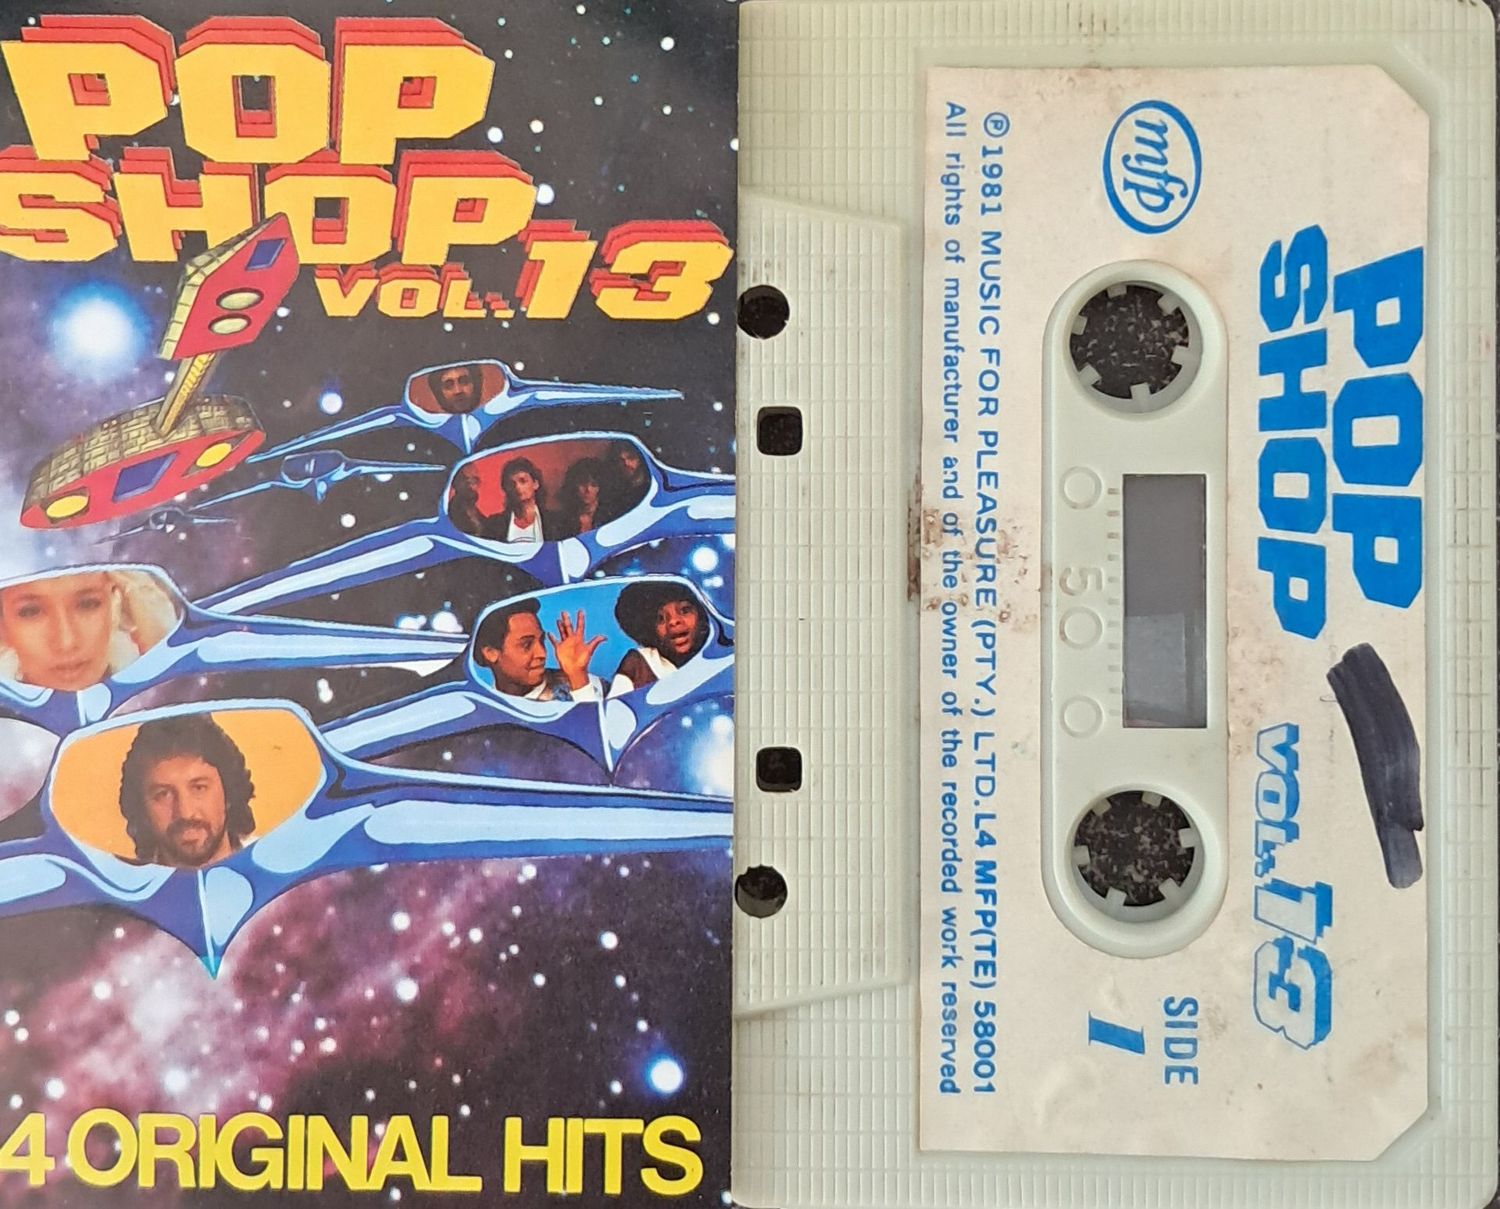 POP
SHOP
VOL. 13
4 ORIGINAL HITS
mfp
POP
SHOP
VOL. 13
SIDE
1
0 50 0
℗ 1981 MUSIC FOR PLEASURE (PTY.) LTD. L4 MFP(TE) 58001
All rights of manufacturer and of the owner of the recorded work reserved